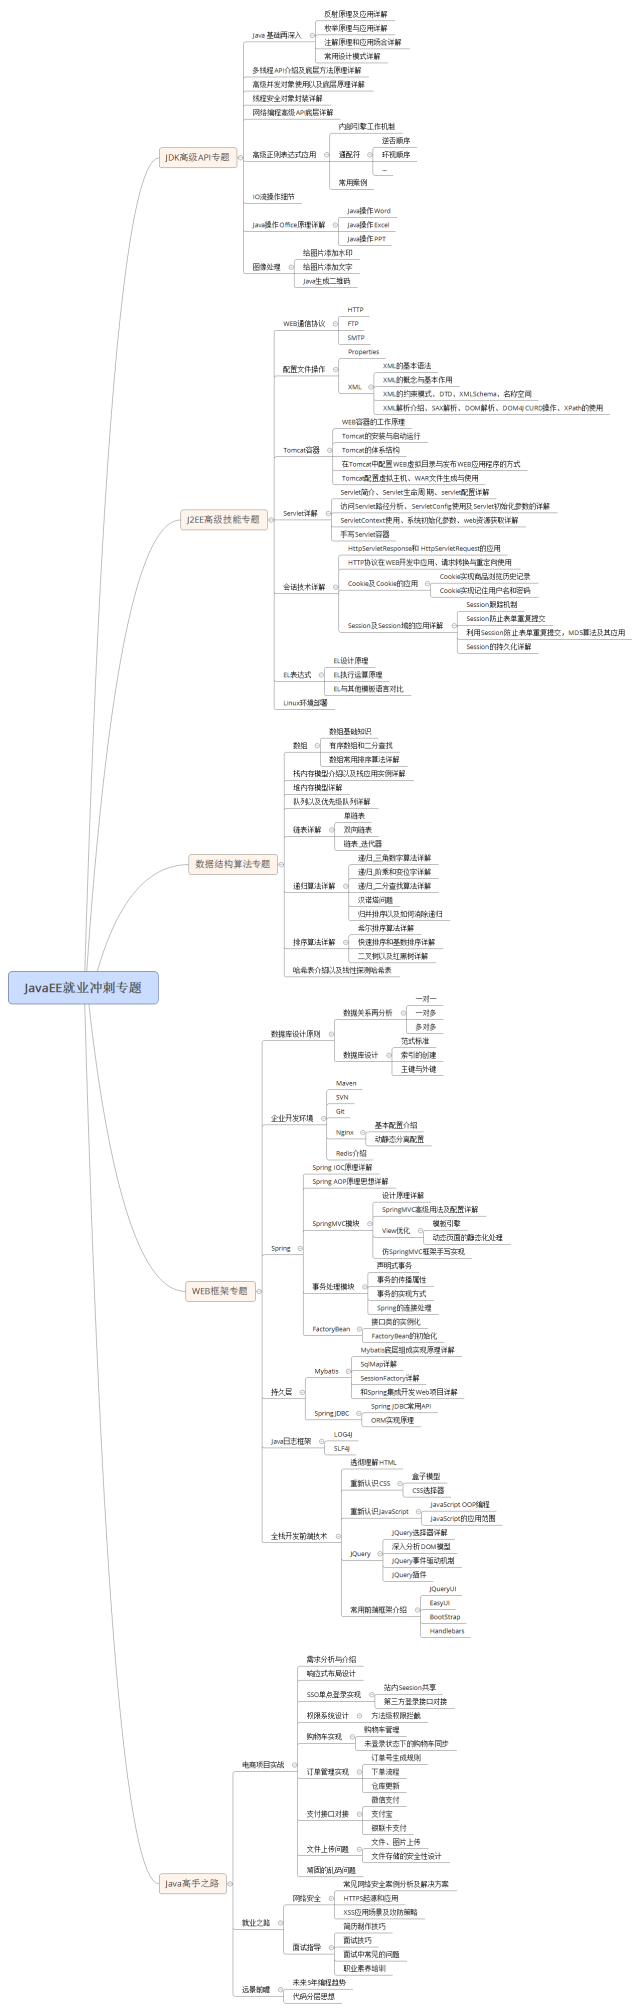 JavaEE就业冲刺专题
JDK高级API专题
Java 基础再深入
反射原理及应用详解
枚举原理与应用详解
注解原理和应用场合详解
常用设计模式详解
多线程API介绍及底层方法原理详解
高级并发对象使用以及底层原理详解
线程安全对象封装详解
网络编程高级API底层详解
高级正则表达式应用
内部引擎工作机制
通配符
逆否顺序
环视顺序
...
常用案例
IO流操作细节
Java操作Office原理详解
Java操作Word
Java操作Excel
Java操作PPT
图像处理
给图片添加水印
给图片添加文字
Java生成二维码
J2EE高级技能专题
WEB通信协议
HTTP
FTP
SMTP
配置文件操作
Properties
XML
XML的基本语法
XML的概念与基本作用
XML的约束模式、DTD、XMLSchema、名称空间
XML解析介绍、SAX解析、DOM解析、DOM4J CURD操作、XPath的使用
Tomcat容器
WEB容器的工作原理
Tomcat的安装与启动运行
Tomcat的体系结构
在Tomcat中配置WEB虚拟目录与发布WEB应用程序的方式
Tomcat配置虚拟主机、WAR文件生成与使用
Servlet详解
Servlet简介、Servlet生命周期、servlet配置详解
访问Servlet路径分析、ServletConfig使用及Servlet初始化参数的详解
ServletContext使用、系统初始化参数、web资源获取详解
手写Servlet容器
会话技术详解
HttpServletResponse和 HttpServletRequest的应用
HTTP协议在WEB开发中应用、请求转换与重定向使用
Cookie及Cookie的应用
Cookie实现商品浏览历史记录
Cookie实现记住用户名和密码
Session及Session域的应用详解
Session跟踪机制
Session防止表单重复提交
利用Session防止表单重复提交，MD5算法及其应用
Session的持久化详解
EL表达式
EL设计原理
EL执行运算原理
EL与其他模板语言对比
Linux环境部署
数据结构算法专题
数组
数组基础知识
有序数组和二分查找
数组常用排序算法详解
栈内存模型介绍以及栈应用实例详解
堆内存模型详解
队列以及优先级队列详解
链表详解
单链表
双向链表
链表_迭代器
递归算法详解
递归_三角数字算法详解
递归_阶乘和变位字详解
递归_二分查找算法详解
汉诺塔问题
归并排序以及如何消除递归
排序算法详解
希尔排序算法详解
快速排序和基数排序详解
二叉树以及红黑树详解
哈希表介绍以及线性探测哈希表
WEB框架专题
数据库设计原则
数据关系再分析
一对一
一对多
多对多
数据库设计
范式标准
索引的创建
主键与外键
企业开发环境
Maven
SVN
Git
Nginx
基本配置介绍
动静态分离配置
Redis介绍
Spring
Spring IOC原理详解
Spring AOP原理思想详解
SpringMVC模块
设计原理详解
SpringMVC高级用法及配置详解
View优化
模板引擎
动态页面的静态化处理
仿SpringMVC框架手写实现
事务处理模块
声明式事务
事务的传播属性
事务的实现方式
Spring的连接处理
FactoryBean
接口类的实例化
FactoryBean的初始化
持久层
Mybatis
Mybatis底层组成实现原理详解
SqlMap详解
SessionFactory详解
和Spring集成开发Web项目详解
Spring JDBC
Spring JDBC常用API
ORM实现原理
Java日志框架
LOG4J
SLF4J
全栈开发前端技术
透彻理解HTML
重新认识CSS
盒子模型
CSS选择器
重新认识JavaScript
JavaScript OOP编程
JavaScript的应用范围
JQuery
JQuery选择器详解
深入分析DOM模型
JQuery事件驱动机制
JQuery插件
常用前端框架介绍
JQueryUI
EasyUI
BootStrap
Handlebars
Java高手之路
电商项目实战
需求分析与介绍
响应式布局设计
SSO单点登录实现
站内Seesion共享
第三方登录接口对接
权限系统设计
方法级权限拦截
购物车实现
购物车管理
未登录状态下的购物车同步
订单管理实现
订单号生成规则
下单流程
仓库更新
支付接口对接
微信支付
支付宝
银联卡支付
文件上传问题
文件、图片上传
文件存储的安全性设计
顽固的乱码问题
就业之路
网络安全
常见网络安全案例分析及解决方案
HTTPS起源和应用
XSS应用场景及攻防策略
面试指导
简历制作技巧
面试技巧
面试中常见的问题
职业素养培训
远景前瞻
未来5年编程趋势
代码分层思想